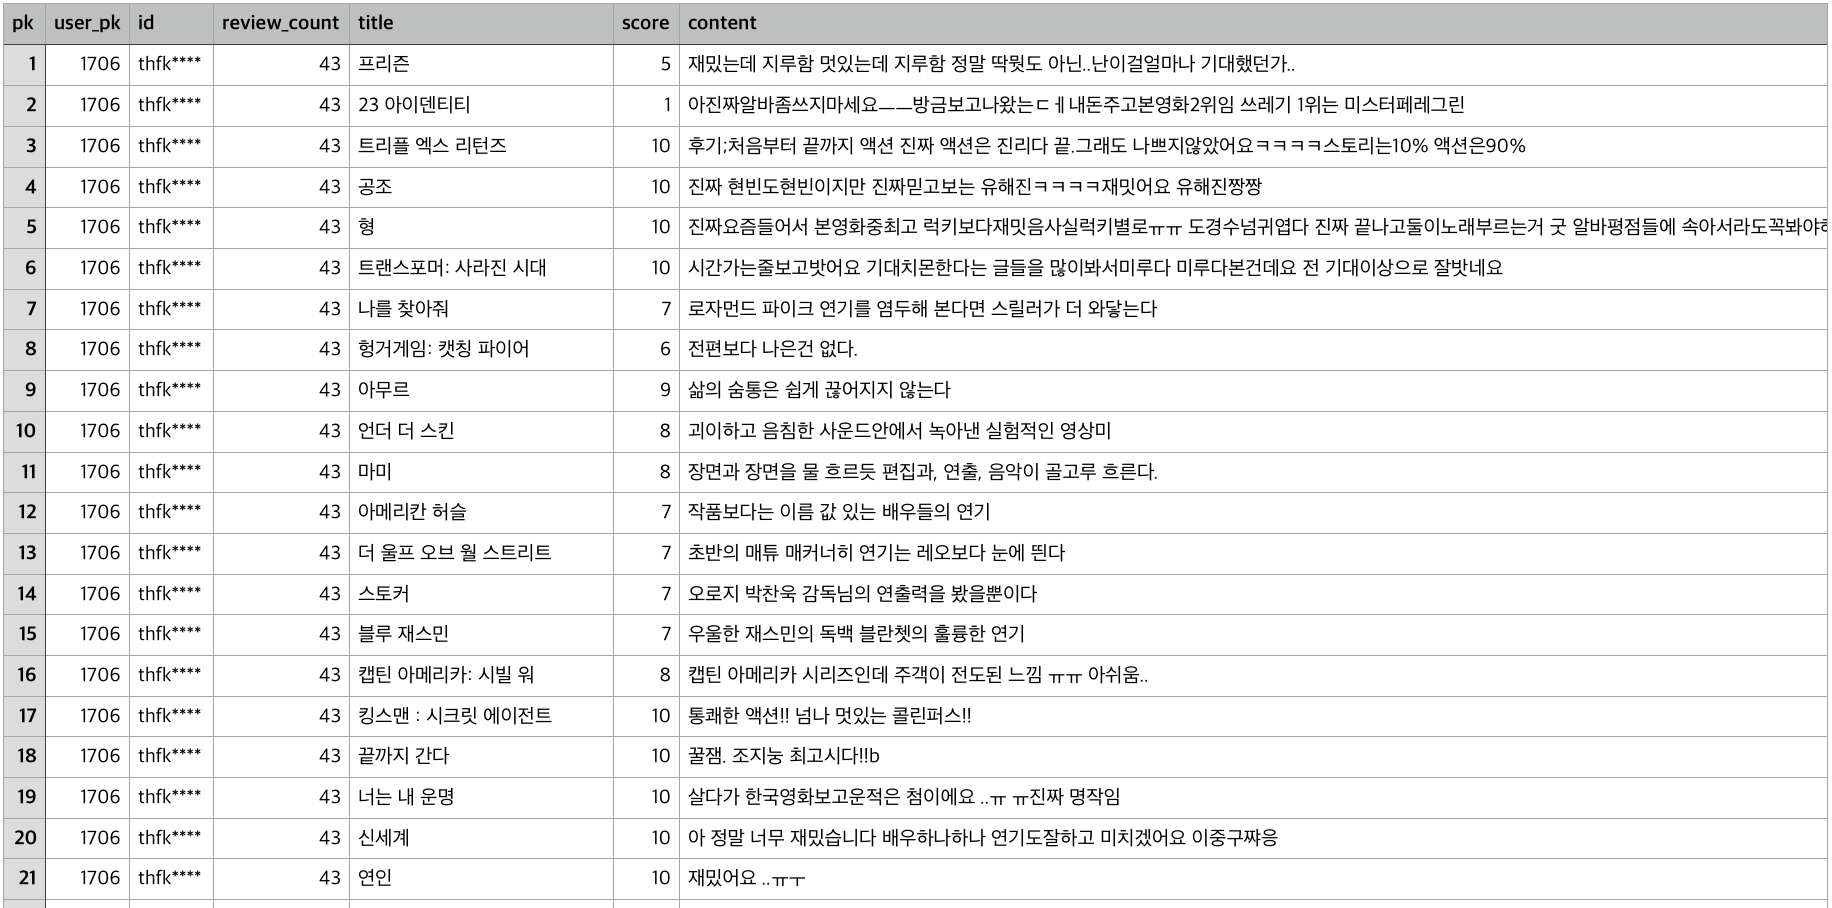 pk user_pk id review_count title score content
1 1706 thfk**** 43 프리즌 5 재밌는데 지루함 멋있는데 지루함 정말 딱뭣도 아닌..난이걸얼마나 기대했던가..
2 1706 thfk**** 43 23 아이덴티티 1 아진짜알바좀쓰지마세요ㅡㅡ방금보고나왔는ㄷㅔ내돈주고본영화2위임 쓰레기 1위는 미스터페레그린
3 1706 thfk**** 43 트리플 엑스 리턴즈 10 후기;처음부터 끝까지 액션 진짜 액션은 진리다 끝.그래도 나쁘지않았어요ㅋㅋㅋㅋ스토리는10% 액션은90%
4 1706 thfk**** 43 공조 10 진짜 현빈도현빈이지만 진짜믿고보는 유해진ㅋㅋㅋㅋ재밋어요 유해진짱짱
5 1706 thfk**** 43 형 10 진짜요즘들어서 본영화중최고 럭키보다재밋음사실럭키별로ㅠㅠ 도경수넘귀엽다 진짜 끝나고둘이노래부르는거 굿 알바평점들에 속아서라도꼭봐야
6 1706 thfk**** 43 트랜스포머: 사라진 시대 10 시간가는줄보고밧어요 기대치몬한다는 글들을 많이봐서미루다 미루다본건데요 전 기대이상으로 잘밧네요
7 1706 thfk**** 43 나를 찾아줘 7 로자먼드 파이크 연기를 염두해 본다면 스릴러가 더 와닿는다
8 1706 thfk**** 43 헝거게임: 캣칭 파이어 6 전편보다 나은건 없다.
9 1706 thfk**** 43 아무르 9 삶의 숨통은 쉽게 끊어지지 않는다
10 1706 thfk**** 43 언더 더 스킨 8 괴이하고 음침한 사운드안에서 녹아낸 실험적인 영상미
11 1706 thfk**** 43 마미 8 장면과 장면을 물 흐르듯 편집과, 연출, 음악이 골고루 흐른다.
12 1706 thfk**** 43 아메리칸 허슬 7 작품보다는 이름 값 있는 배우들의 연기
13 1706 thfk**** 43 더 울프 오브 월 스트리트 7 초반의 매튜 매커너히 연기는 레오보다 눈에 띈다
14 1706 thfk**** 43 스토커 7 오로지 박찬욱 감독님의 연출력을 봤을뿐이다
15 1706 thfk**** 43 블루 재스민 7 우울한 재스민의 독백 블란쳇의 훌륭한 연기
16 1706 thfk**** 43 캡틴 아메리카: 시빌 워 8 캡틴 아메리카 시리즈인데 주객이 전도된 느낌 ㅠㅠ 아쉬움..
17 1706 thfk**** 43 킹스맨 : 시크릿 에이전트 10 통쾌한 액션!! 넘나 멋있는 콜린퍼스!!
18 1706 thfk**** 43 끝까지 간다 10 꿀잼. 조지눙 최고시다!!b
19 1706 thfk**** 43 너는 내 운명 10 살다가 한국영화보고운적은 첨이에요 ..ㅠ ㅠ진짜 명작임
20 1706 thfk**** 43 신세계 10 아 정말 너무 재밌습니다 배우하나하나 연기도잘하고 미치겠어요 이중구쨔응
21 1706 thfk**** 43 연인 10 재밌어요 ..ㅠㅜ